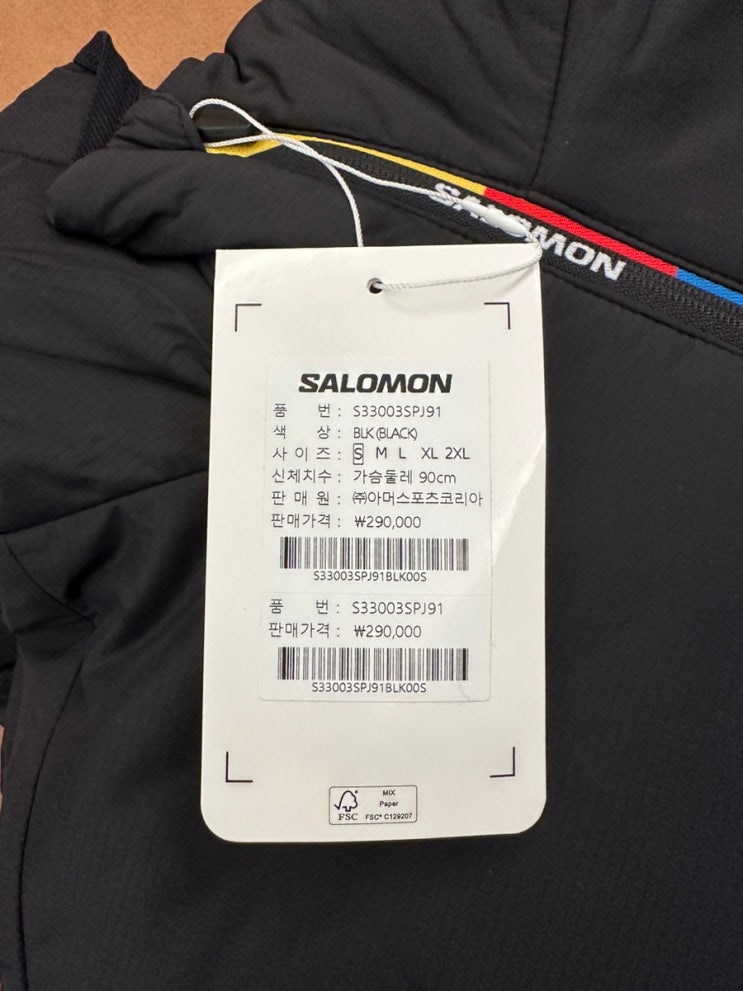 SALOMON
SALOMON
품 번 : S33003SPJ91
색 상 : BLK(BLACK)
사 이 즈 : S M L XL 2XL
신체치수 : 가슴둘레 90cm
판 매 원 : ㈜아머스포츠코리아
판매가격 : ₩290,000
S33003SPJ91BLK00S
품 번 : S33003SPJ91
판매가격 : ₩290,000
S33003SPJ91BLK00S
MIX
Paper
FSC
FSC® C129207